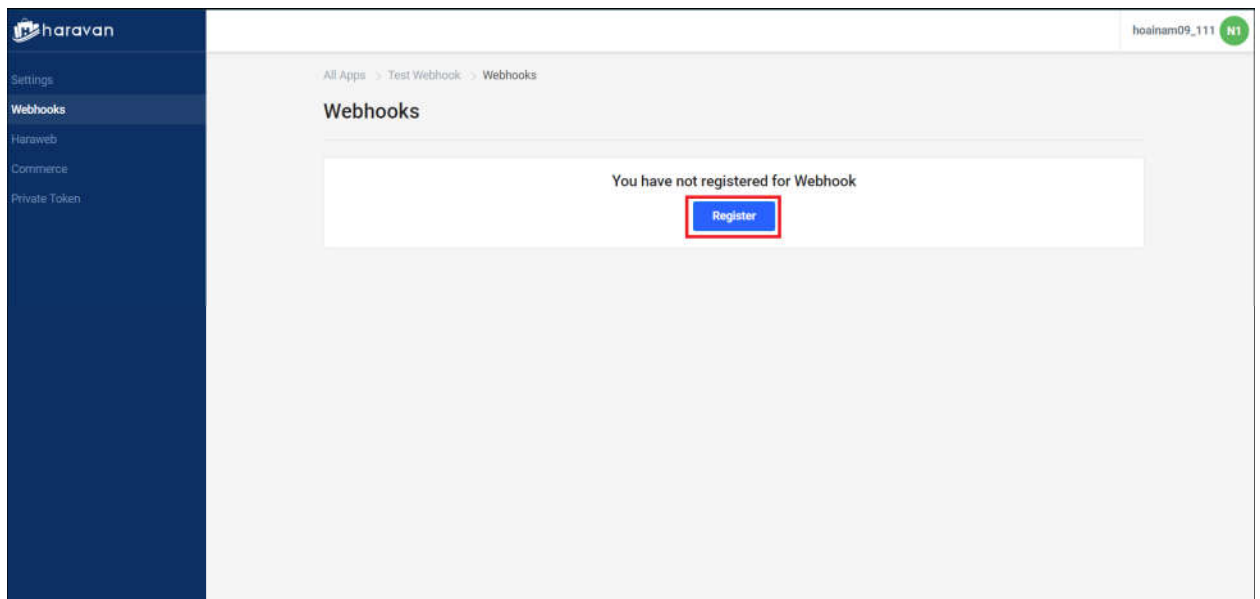 haravan
hoainam09_111 N1
Settings
Webhooks
Haraweb
Commerce
Private Token
All Apps > Test Webhook > Webhooks
Webhooks
You have not registered for Webhook
Register